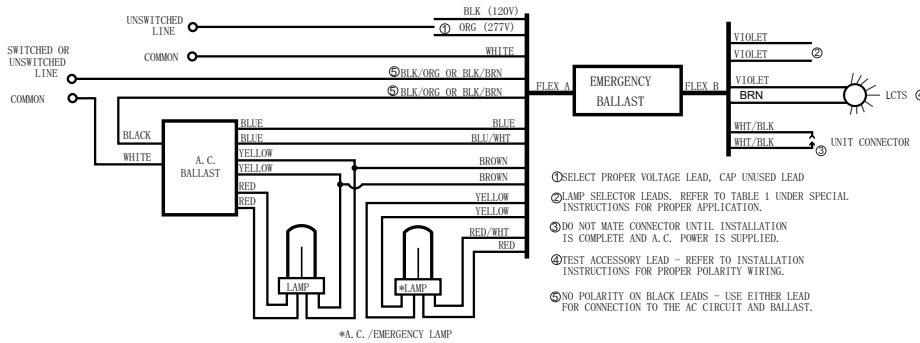 BLK (120V)
UNSWITCHED
LINE
① ORG (277V)
COMMON
WHITE
SWITCHED OR
UNSWITCHED
LINE
⑤BLK/ORG OR BLK/BRN
COMMON
⑤BLK/ORG OR BLK/BRN
FLEX A
EMERGENCY
BALLAST
FLEX B
VIOLET
VIOLET
②
VIOLET
BRN
LCTS ④
WHT/BLK
WHT/BLK
③
UNIT CONNECTOR
BLACK
WHITE
A.C.
BALLAST
BLUE
BLUE
YELLOW
YELLOW
RED
RED
BLUE
BLU/WHT
BROWN
BROWN
YELLOW
YELLOW
RED/WHT
RED
LAMP
*LAMP
*A.C./EMERGENCY LAMP
①SELECT PROPER VOLTAGE LEAD, CAP UNUSED LEAD
②LAMP SELECTOR LEADS. REFER TO TABLE 1 UNDER SPECIAL
INSTRUCTIONS FOR PROPER APPLICATION.
③DO NOT MATE CONNECTOR UNTIL INSTALLATION
IS COMPLETE AND A.C. POWER IS SUPPLIED.
④TEST ACCESSORY LEAD - REFER TO INSTALLATION
INSTRUCTIONS FOR PROPER POLARITY WIRING.
⑤NO POLARITY ON BLACK LEADS - USE EITHER LEAD
FOR CONNECTION TO THE AC CIRCUIT AND BALLAST.